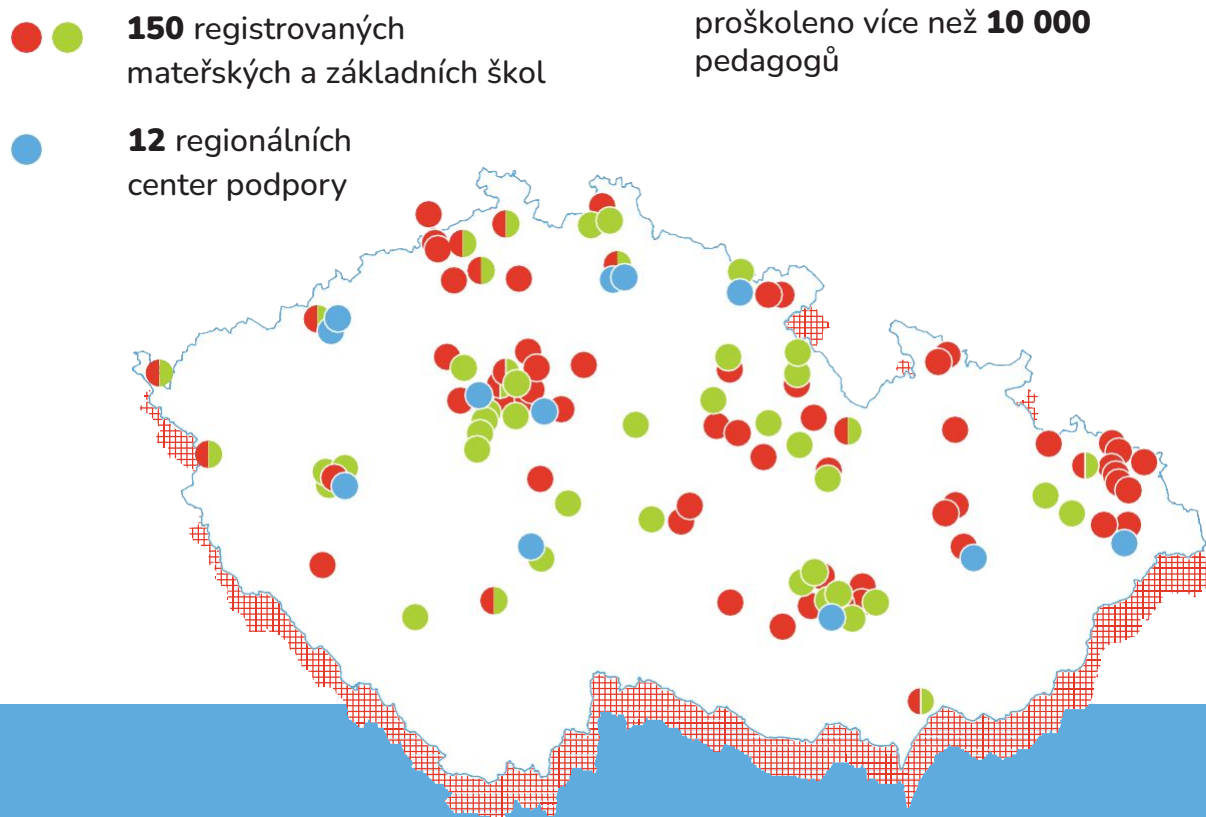 150 registrovaných
mateřských a základních škol
12 regionálních
center podpory
proškoleno více než 10 000
pedagogů